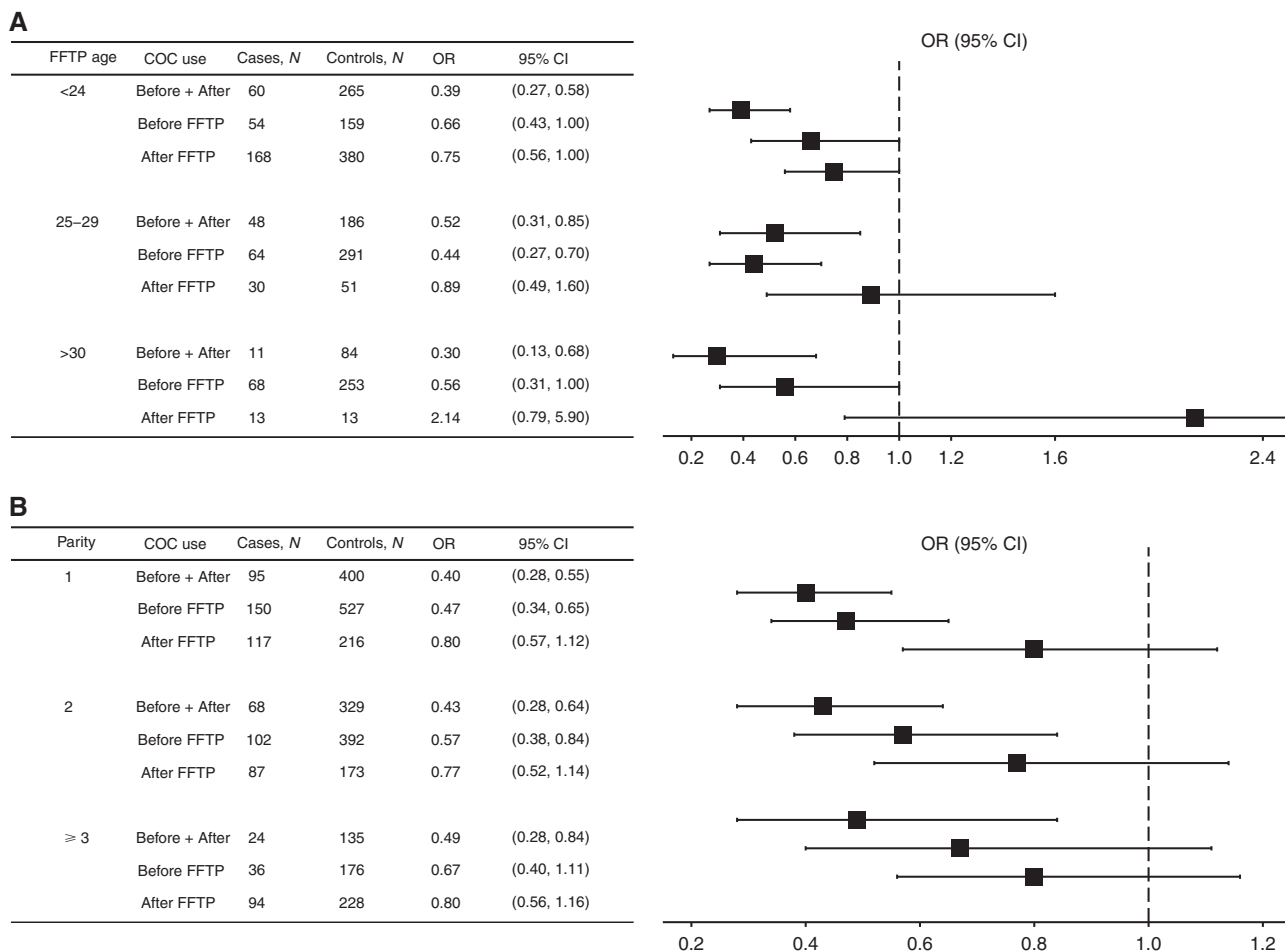 A
OR (95% CI)
FFTP age COC use Cases, N Controls, N OR 95% CI
<24 Before + After 60 265 0.39 (0.27, 0.58)
Before FFTP 54 159 0.66 (0.43, 1.00)
After FFTP 168 380 0.75 (0.56, 1.00)
25–29 Before + After 48 186 0.52 (0.31, 0.85)
Before FFTP 64 291 0.44 (0.27, 0.70)
After FFTP 30 51 0.89 (0.49, 1.60)
>30 Before + After 11 84 0.30 (0.13, 0.68)
Before FFTP 68 253 0.56 (0.31, 1.00)
After FFTP 13 13 2.14 (0.79, 5.90)
0.2 0.4 0.6 0.8 1.0 1.2 1.6 2.4
B
Parity COC use Cases, N Controls, N OR 95% CI
OR (95% CI)
1 Before + After 95 400 0.40 (0.28, 0.55)
Before FFTP 150 527 0.47 (0.34, 0.65)
After FFTP 117 216 0.80 (0.57, 1.12)
2 Before + After 68 329 0.43 (0.28, 0.64)
Before FFTP 102 392 0.57 (0.38, 0.84)
After FFTP 87 173 0.77 (0.52, 1.14)
⩾ 3 Before + After 24 135 0.49 (0.28, 0.84)
Before FFTP 36 176 0.67 (0.40, 1.11)
After FFTP 94 228 0.80 (0.56, 1.16)
0.2 0.4 0.6 0.8 1.0 1.2